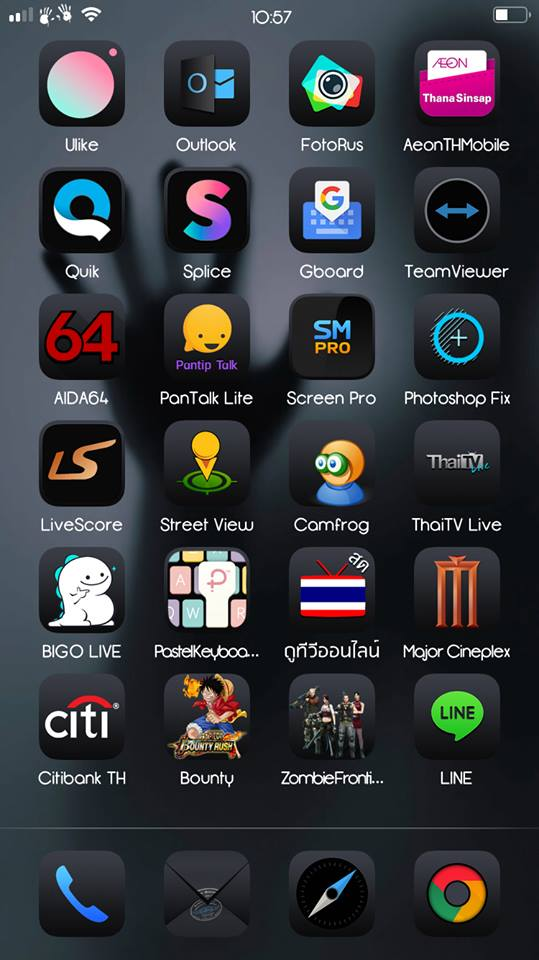 10:57
ÆON
ThanaSinsap
Ulike
Outlook
FotoRus
AeonTHMobile
G
Quik
Splice
Gboard
TeamViewer
64
Pantip Talk
SM
PRO
AIDA64
PanTalk Lite
Screen Pro
Photoshop Fix
LS
ThaiTV Live
LiveScore
Street View
Camfrog
ThaiTV Live
สด
BIGO LIVE
PastelKeyboa...
ดูทีวีออนไลน์
Major Cineplex
citi
BOUNTY RUSH
LINE
Citibank TH
Bounty
ZombieFronti...
LINE